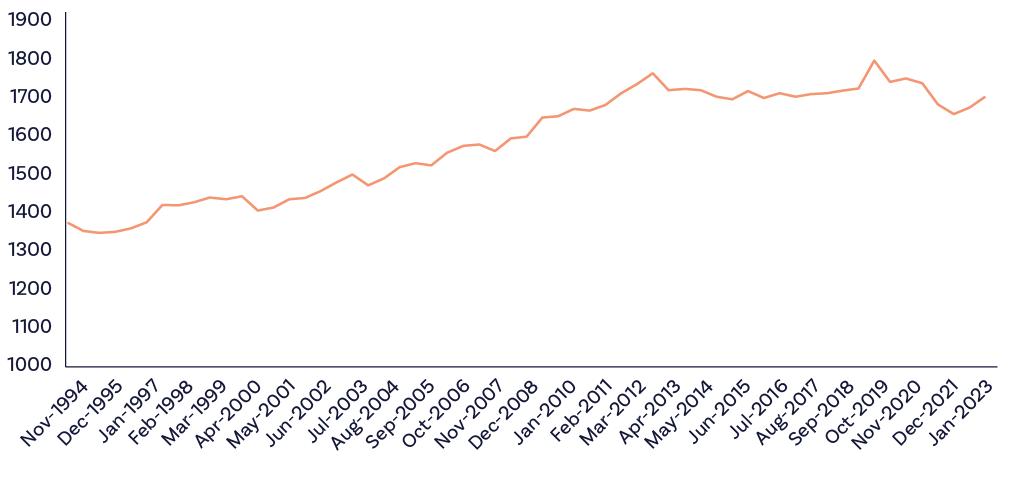 1900
1800
1700
1600
1500
1400
1300
1200
1100
1000
Nov-1994
Dec-1995
Jan-1997
Feb-1998
Mar-1999
Apr-2000
May-2001
Jun-2002
Jul-2003
Aug-2004
Sep-2005
Oct-2006
Nov-2007
Dec-2008
Jan-2010
Feb-2011
Mar-2012
Apr-2013
May-2014
Jun-2015
Jul-2016
Aug-2017
Sep-2018
Oct-2019
Nov-2020
Dec-2021
Jan-2023